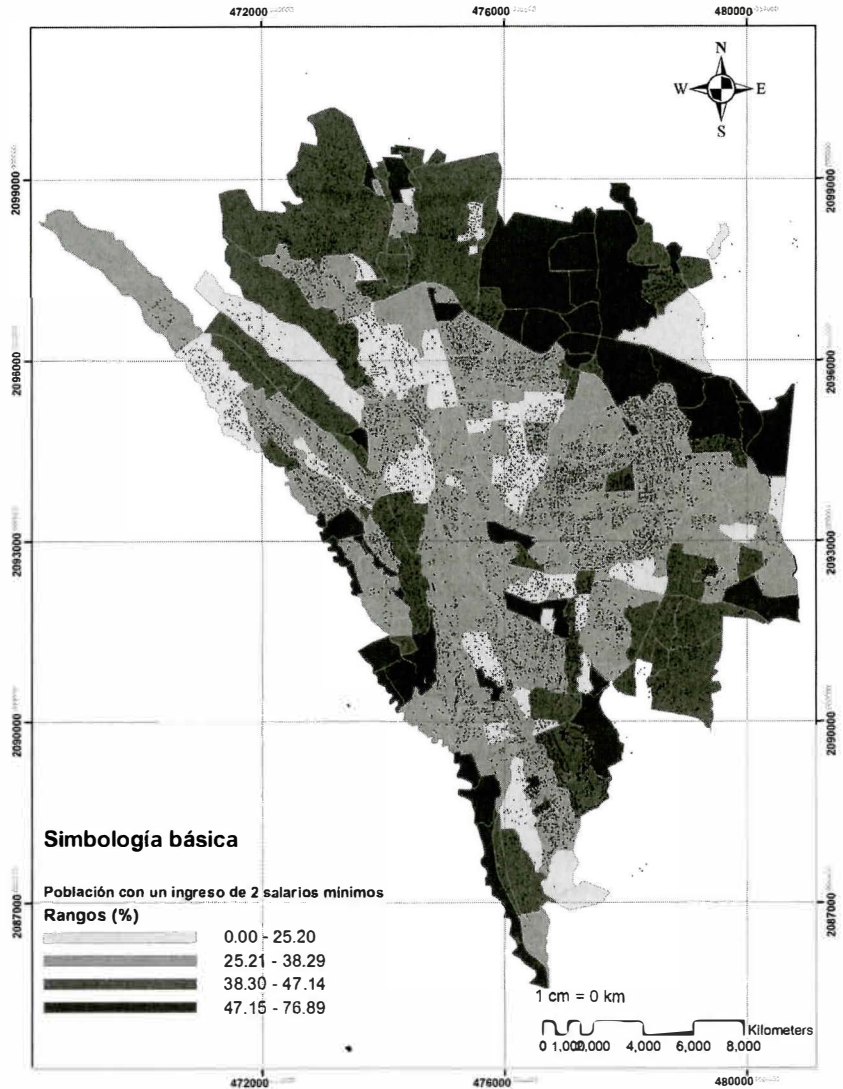 472000 476000 480000
N
W E
S
2099000 2099000
2096000 2096000
2093000 2093000
2090000 2090000
2087000 2087000
Simbología básica
Población con un ingreso de 2 salarios mínimos
Rangos (%)
0.00 - 25.20
25.21 - 38.29
38.30 - 47.14
47.15 - 76.89
1 cm = 0 km
Kilometers
0 1,000 2,000 4,000 6,000 8,000
472000 476000 480000